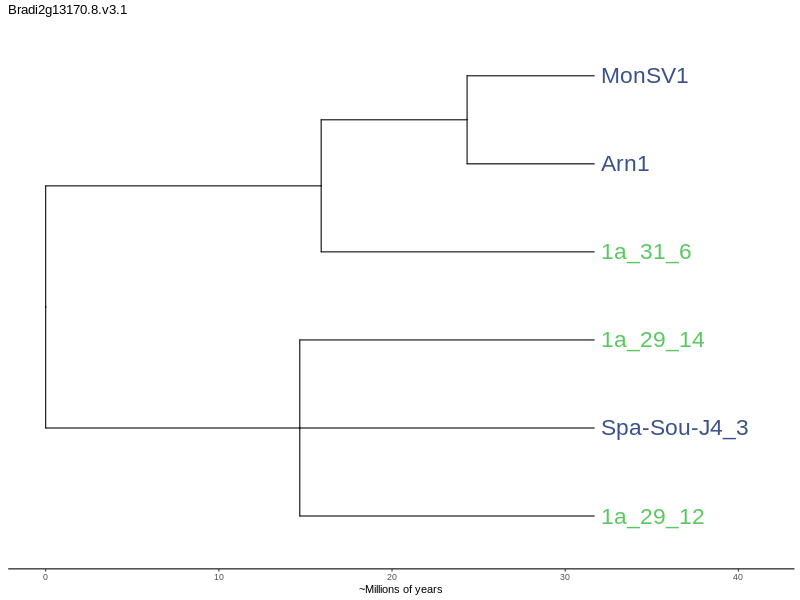 Bradi2g13170.8.v3.1
MonSV1
Arn1
1a_31_6
1a_29_14
Spa-Sou-J4_3
1a_29_12
0 10 20 30 40
~Millions of years